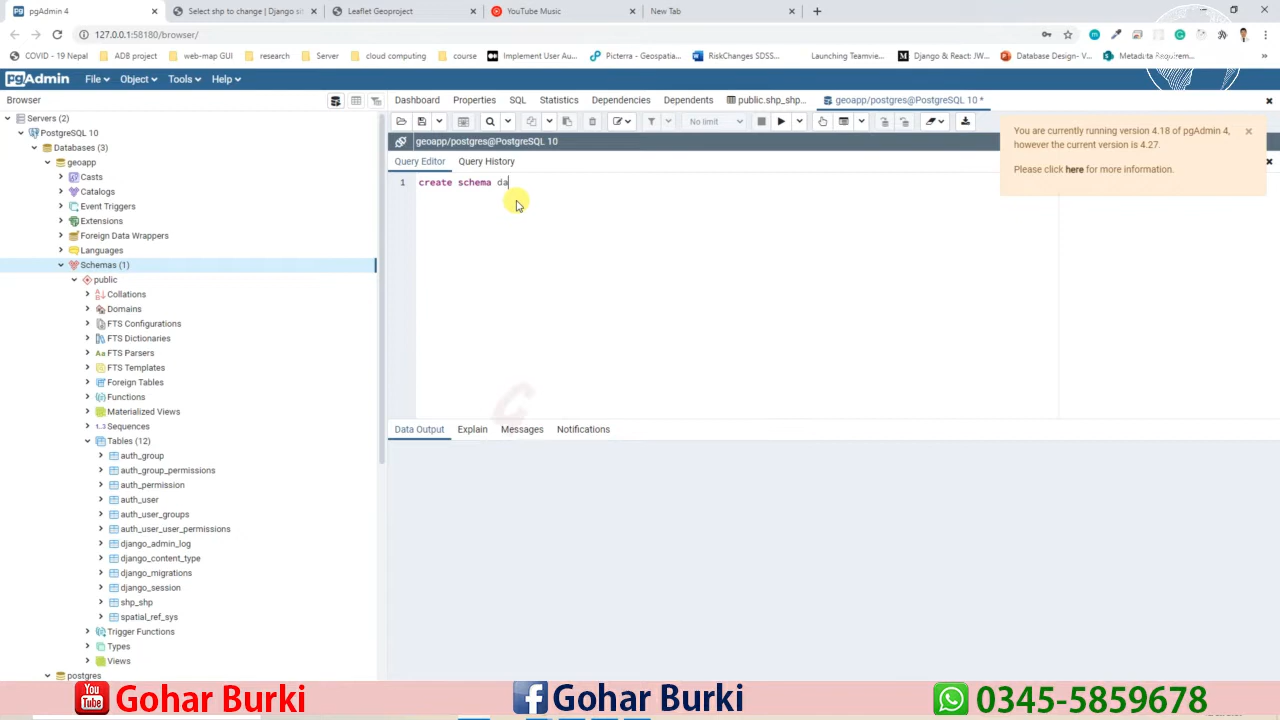 pgAdmin 4
Select shp to change | Django si
Leaflet Geoproject
YouTube Music
New Tab
127.0.0.1:58180/browser/
COVID - 19 Nepal
ADB project
web-map GUI
research
Server
cloud computing
course
Implement User Au...
Picterra - Geospatia...
RiskChanges SDSS...
Launching Teamvie...
Django & React: JW...
Database Design- V...
Metadata Requirem...
pgAdmin
File
Object
Tools
Help
Browser
Dashboard
Properties
SQL
Statistics
Dependencies
Dependents
public.shp_shp...
geoapp/postgres@PostgreSQL 10 *
Servers (2)
PostgreSQL 10
Databases (3)
geoapp
Casts
Catalogs
Event Triggers
Extensions
Foreign Data Wrappers
Languages
Schemas (1)
public
Collations
Domains
FTS Configurations
FTS Dictionaries
Aa FTS Parsers
FTS Templates
Foreign Tables
Functions
Materialized Views
1..3 Sequences
Tables (12)
auth_group
auth_group_permissions
auth_permission
auth_user
auth_user_groups
auth_user_user_permissions
django_admin_log
django_content_type
django_migrations
django_session
shp_shp
spatial_ref_sys
Trigger Functions
Types
Views
postgres
No limit
geoapp/postgres@PostgreSQL 10
Query Editor
Query History
1 create schema da
You are currently running version 4.18 of pgAdmin 4,
however the current version is 4.27.
Please click here for more information.
Data Output
Explain
Messages
Notifications
You
Tube
Gohar Burki
Gohar Burki
0345-5859678